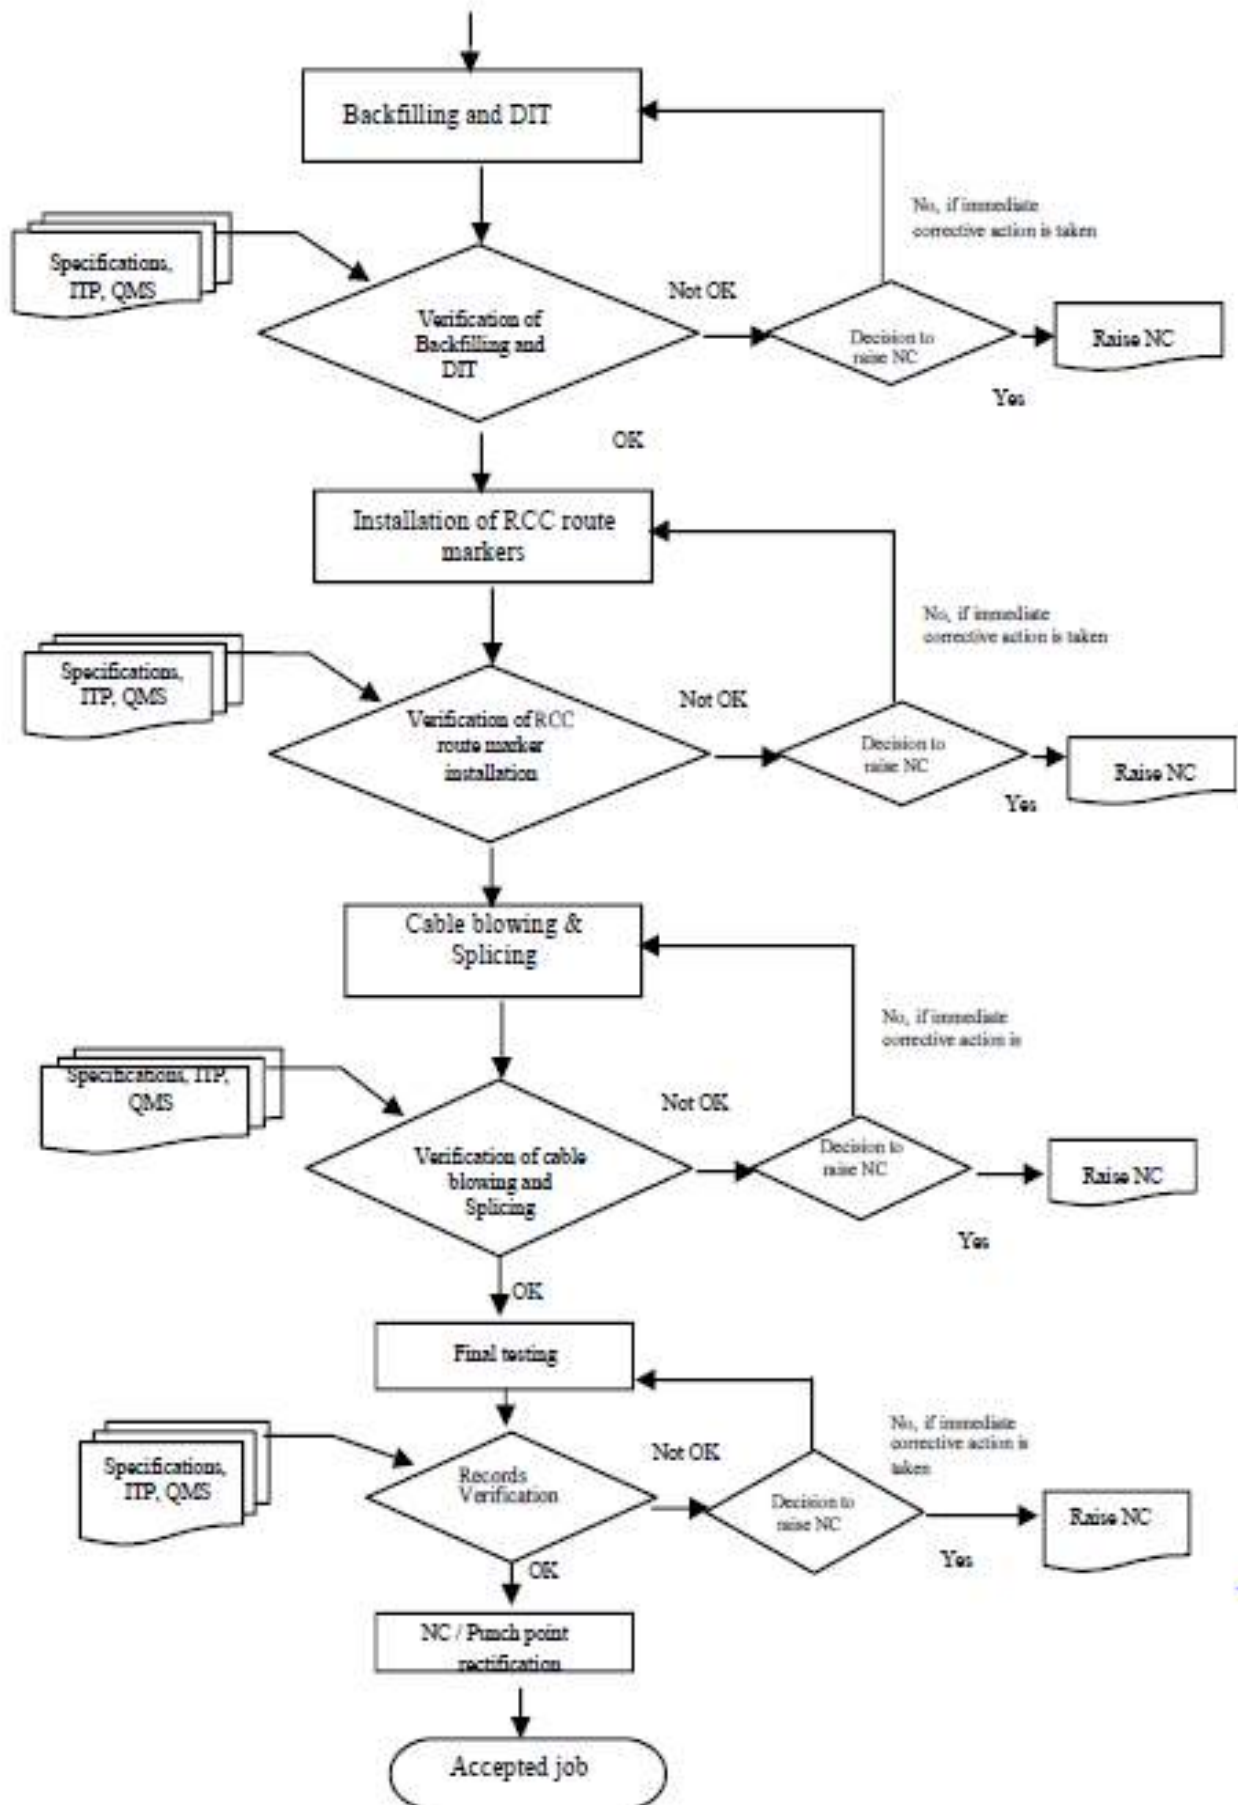 Backfilling and DIT
No, if immediate
corrective action is taken
Specifications,
ITP, QMS
Not OK
Verification of
Backfilling and
DIT
Decision to
raise NC
Raise NC
Yes
OK
Installation of RCC route
markers
No, if immediate
corrective action is taken
Specifications,
ITP, QMS
Not OK
Verification of RCC
route marker
installation
Decision to
raise NC
Raise NC
Yes
Cable blowing &
Splicing
No, if immediate
corrective action is
Specifications, ITP,
QMS
Not OK
Verification of cable
blowing and
Splicing
Decision to
raise NC
Raise NC
Yes
OK
Final testing
No, if immediate
corrective action is
taken
Specifications,
ITP, QMS
Not OK
Records
Verification
Decision to
raise NC
Raise NC
Yes
OK
NC / Punch point
rectification
Accepted job